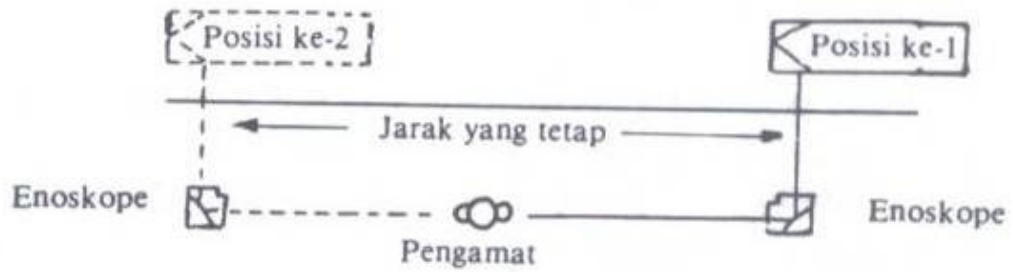 Posisi ke-2
Posisi ke-1
Jarak yang tetap
Enoskope
Enoskope
Pengamat